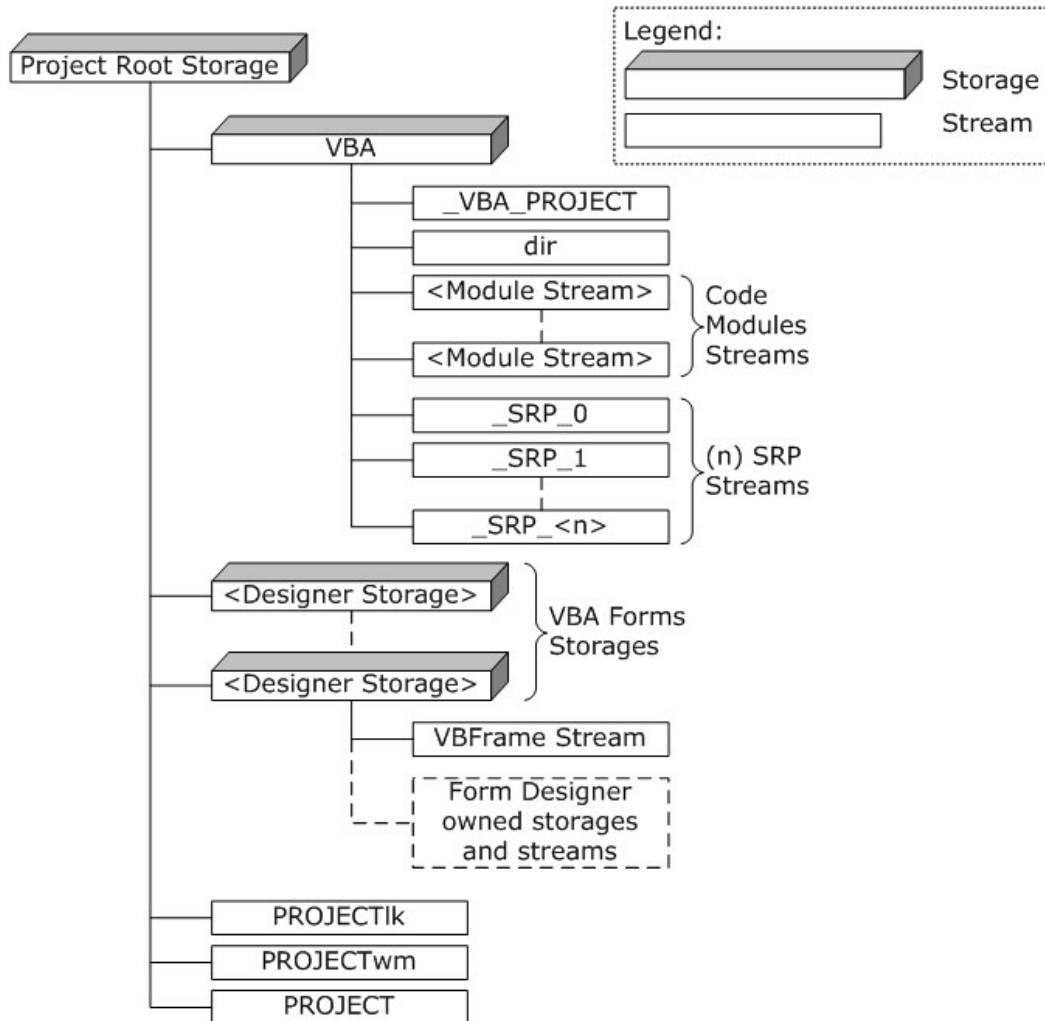 Project Root Storage
Legend:
Storage
Stream
VBA
_VBA_PROJECT
dir
<Module Stream>
<Module Stream>
Code
Modules
Streams
_SRP_0
_SRP_1
_SRP_<n>
(n) SRP
Streams
<Designer Storage>
<Designer Storage>
VBA Forms
Storages
VBFrame Stream
Form Designer
owned storages
and streams
PROJECTlk
PROJECTwm
PROJECT